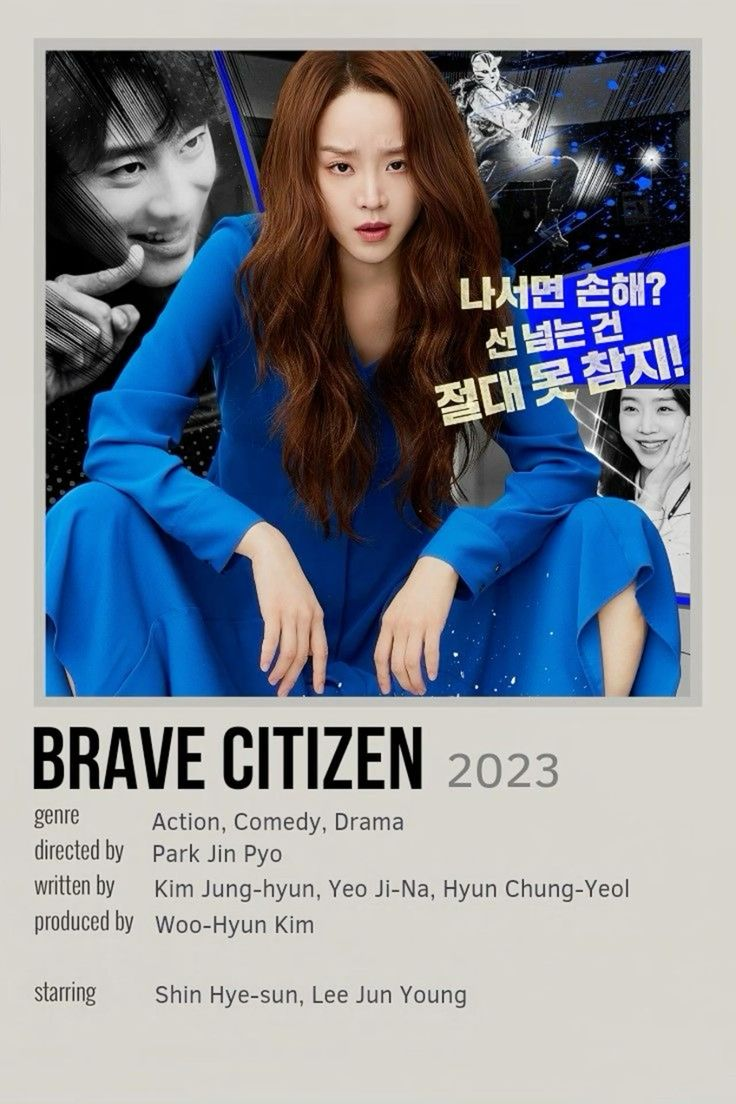 나서면 손해?
선 넘는 건
절대 못 참지!
BRAVE CITIZEN 2023
genre Action, Comedy, Drama
directed by Park Jin Pyo
written by Kim Jung-hyun, Yeo Ji-Na, Hyun Chung-Yeol
produced by Woo-Hyun Kim
starring Shin Hye-sun, Lee Jun Young